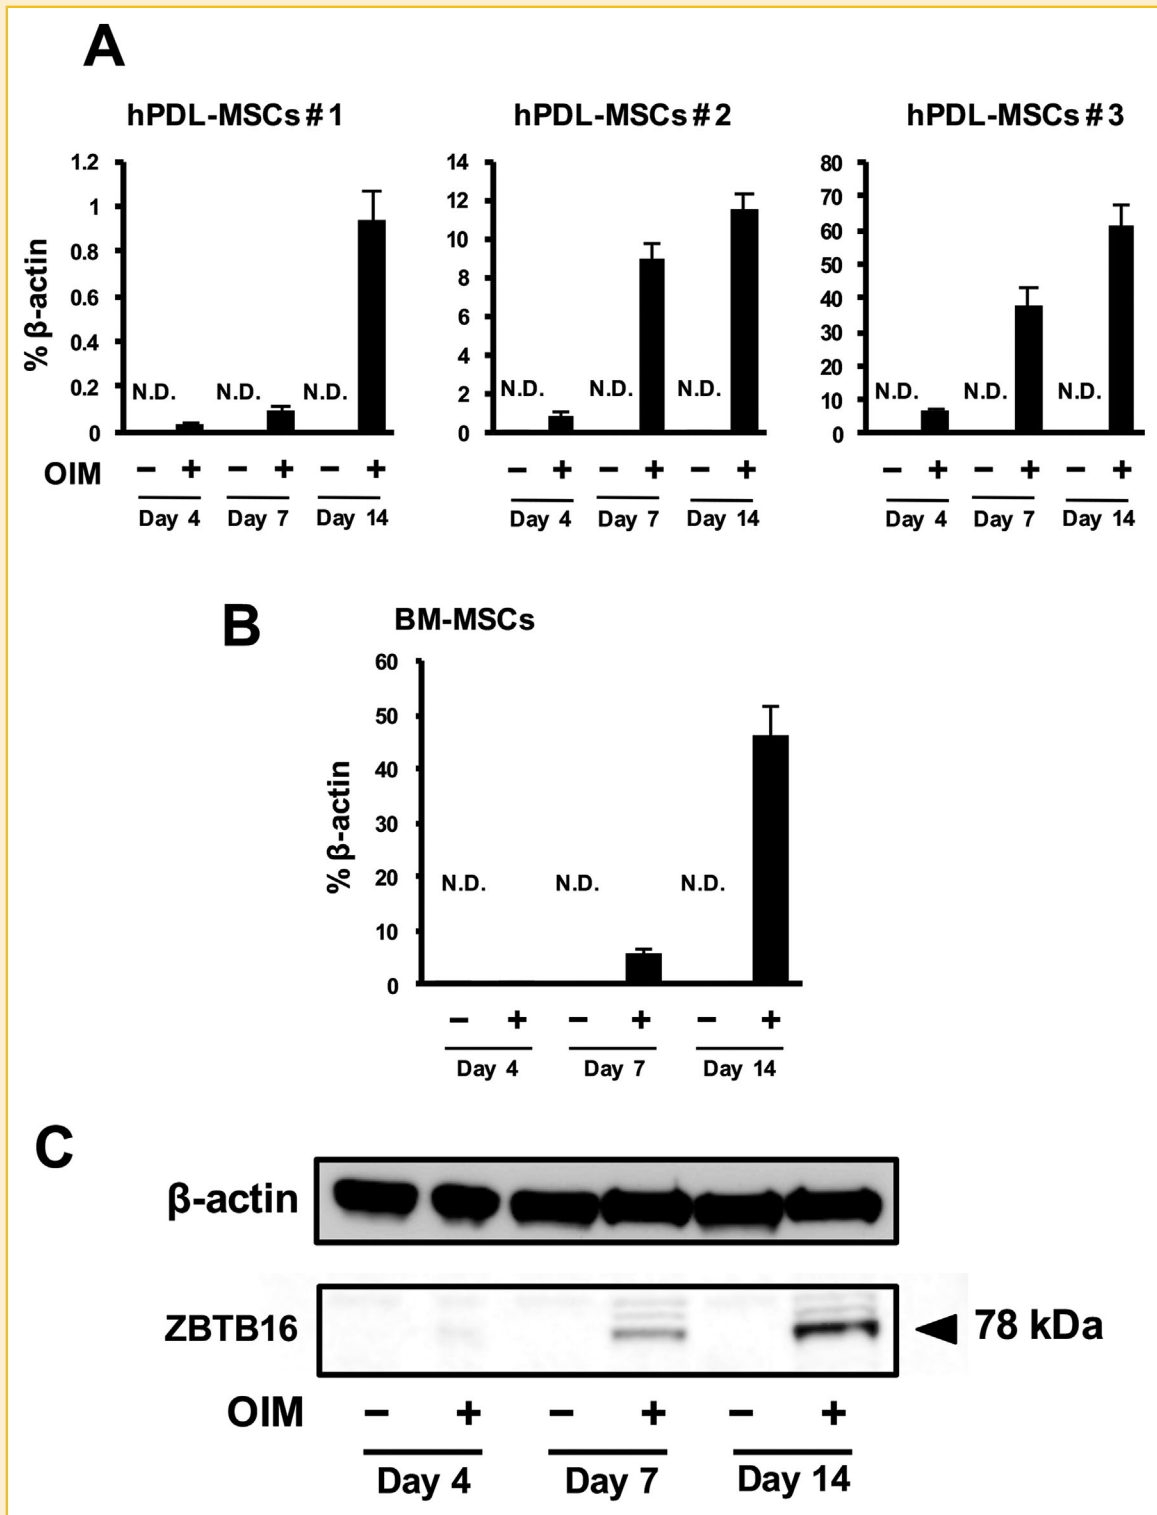 A
hPDL-MSCs # 1
hPDL-MSCs # 2
hPDL-MSCs # 3
% β-actin
1.2
1
0.8
0.6
0.4
0.2
0
N.D. N.D. N.D.
14
12
10
8
6
4
2
0
N.D. N.D. N.D.
80
70
60
50
40
30
20
10
0
N.D. N.D. N.D.
OIM − + − + − + − + − + − + − + − + − +
Day 4 Day 7 Day 14 Day 4 Day 7 Day 14 Day 4 Day 7 Day 14
B
BM-MSCs
% β-actin
60
50
40
30
20
10
0
N.D. N.D. N.D.
− + − + − +
Day 4 Day 7 Day 14
C
β-actin
ZBTB16
78 kDa
OIM − + − + − +
Day 4 Day 7 Day 14